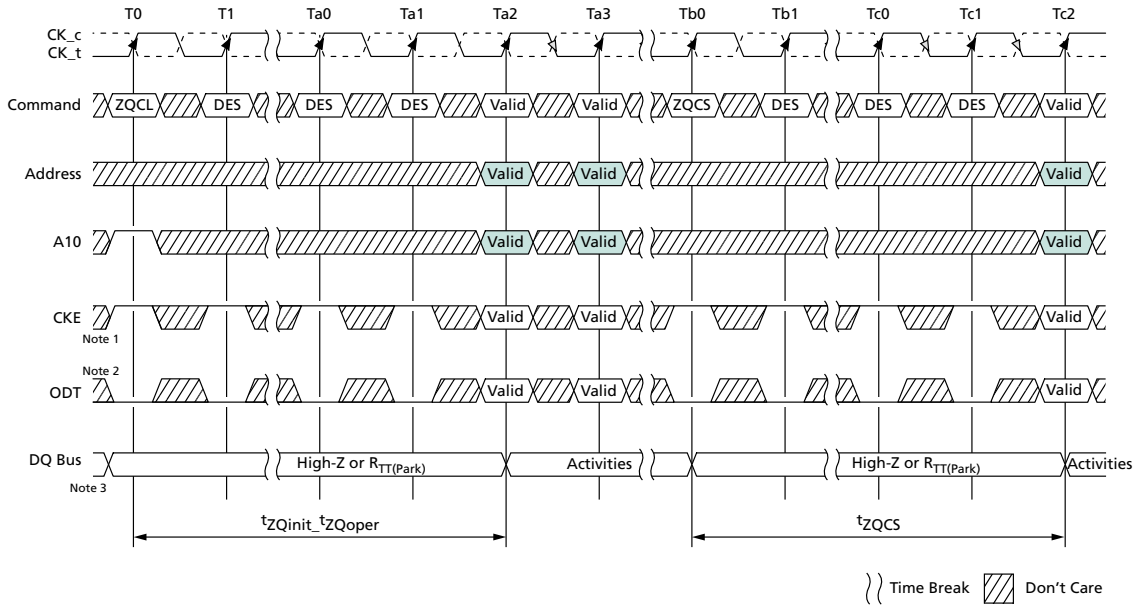 T0 T1 Ta0 Ta1 Ta2 Ta3 Tb0 Tb1 Tc0 Tc1 Tc2
CK_c
CK_t
Command ZQCL DES DES DES Valid Valid ZQCS DES DES DES Valid
Address Valid Valid Valid
A10 Valid Valid Valid
CKE Valid Valid Valid
Note 1
Note 2
ODT Valid Valid Valid
DQ Bus High-Z or RTT(Park) Activities High-Z or RTT(Park) Activities
Note 3
tZQinit_tZQoper tZQCS
Time Break Don't Care